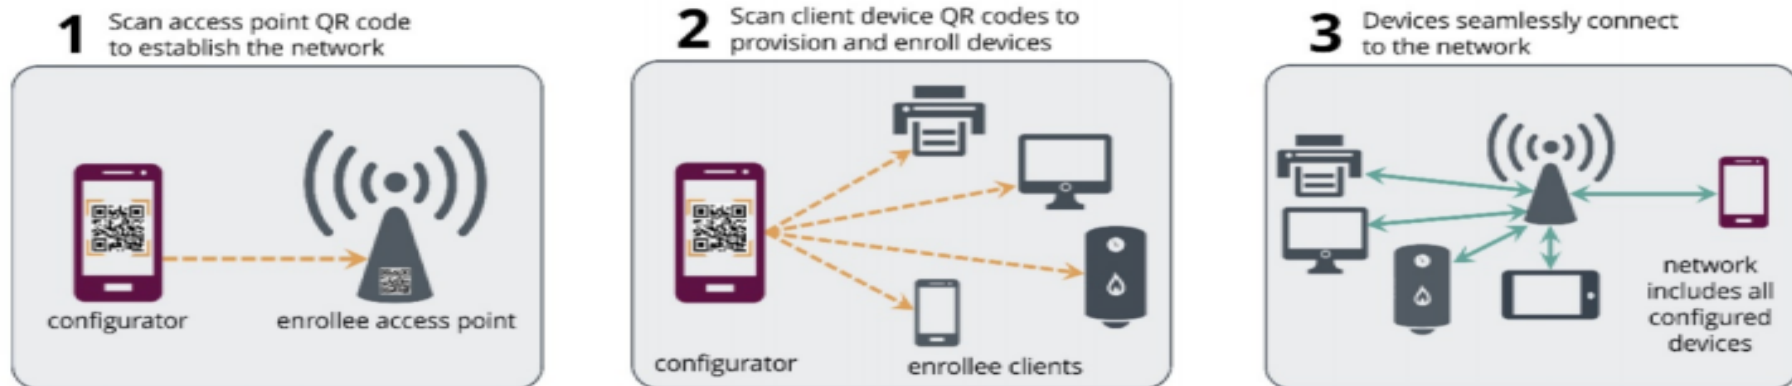 1 Scan access point QR code
to establish the network
configurator
enrollee access point
2 Scan client device QR codes to
provision and enroll devices
configurator
enrollee clients
3 Devices seamlessly connect
to the network
network
includes all
configured
devices